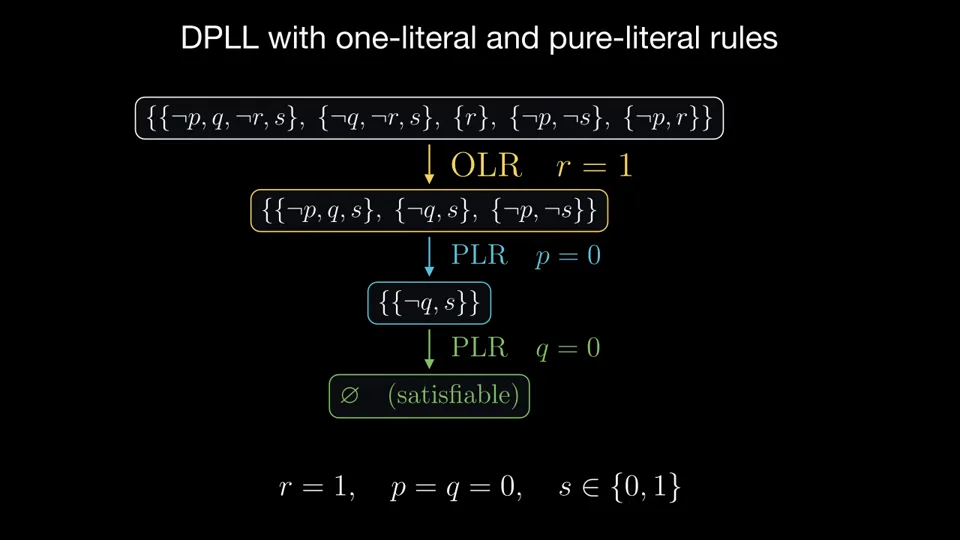 DPLL with one-literal and pure-literal rules
{{¬p, q, ¬r, s}, {¬q, ¬r, s}, {r}, {¬p, ¬s}, {¬p, r}}
OLR r = 1
{{¬p, q, s}, {¬q, s}, {¬p, ¬s}}
PLR p = 0
{{¬q, s}}
PLR q = 0
∅ (satisfiable)
r = 1, p = q = 0, s ∈ {0, 1}